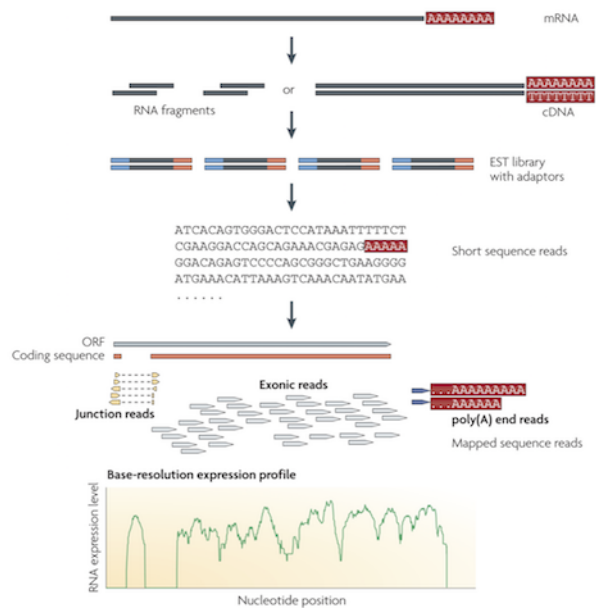 AAAAAAAA
mRNA
or
AAAAAAAA
TTTTTTTT
RNA fragments
cDNA
EST library
with adaptors
ATCACAGTGGGACTCCATAAATTTTTCT
CGAAGGACCAGCAGAAACGAGAGAAAAA
GGACAGAGTCCCCAGCGGGCTGAAGGGG
ATGAAACATTAAAGTCAAACAATATGAA
......
Short sequence reads
ORF
Coding sequence
Junction reads
Exonic reads
...AAAAAAAAA
...AAAAAA
poly(A) end reads
Mapped sequence reads
Base-resolution expression profile
RNA expression level
Nucleotide position